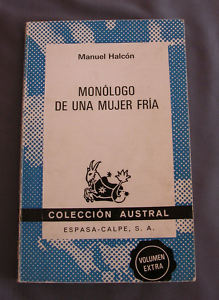 Manuel Halcón
MONÓLOGO
DE UNA MUJER FRÍA
COLECCIÓN AUSTRAL
ESPASA-CALPE, S. A.
VOLUMEN
EXTRA